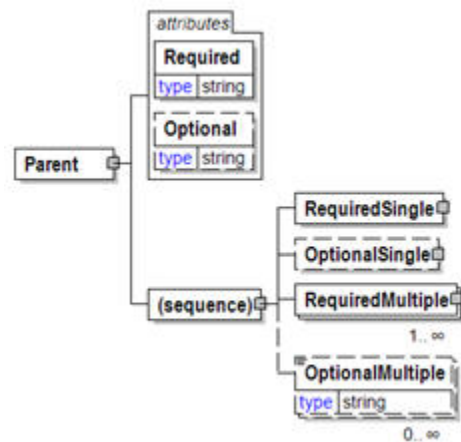 attributes
Required
type string
Optional
type string
Parent
RequiredSingle
OptionalSingle
(sequence)
RequiredMultiple
1.. ∞
OptionalMultiple
type string
0.. ∞